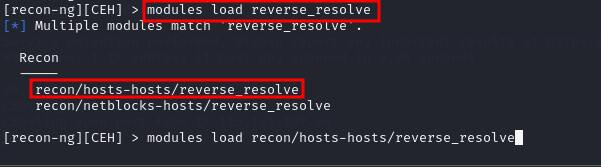 [recon-ng][CEH] > modules load reverse_resolve
[*] Multiple modules match 'reverse_resolve'.
Recon
-----
recon/hosts-hosts/reverse_resolve
recon/netblocks-hosts/reverse_resolve
[recon-ng][CEH] > modules load recon/hosts-hosts/reverse_resolve